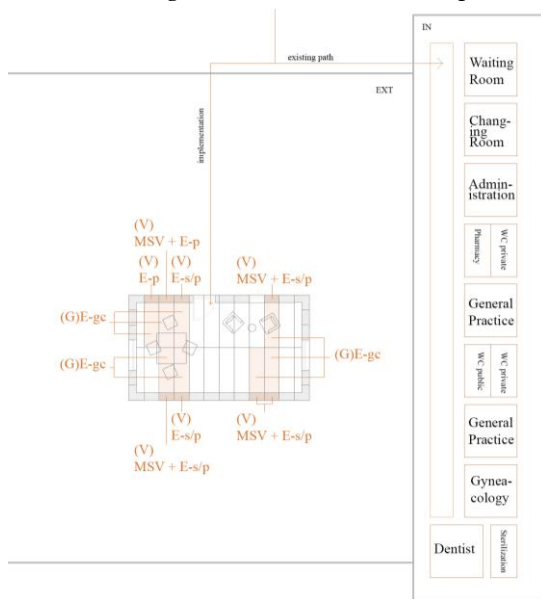 IN
existing path
Waiting
Room
EXT
implementation
Chang-
ing
Room
Admin-
istration
(V)
MSV + E-p
(V)
(V)
E-p
E-s/p
(V)
MSV + E-s/p
Pharmacy
WC private
(G)E-gc
General
Practice
(G)E-gc
(G)E-gc
WC public
WC private
(V)
E-s/p
(V)
MSV + E-s/p
(V)
MSV + E-s/p
General
Practice
Gynea-
cology
Dentist
Sterilization